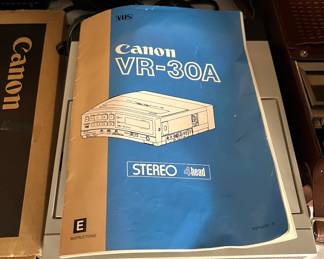 Canon
VHS
Canon
VR-30A
STEREO 4head
E
INSTRUCTIONS